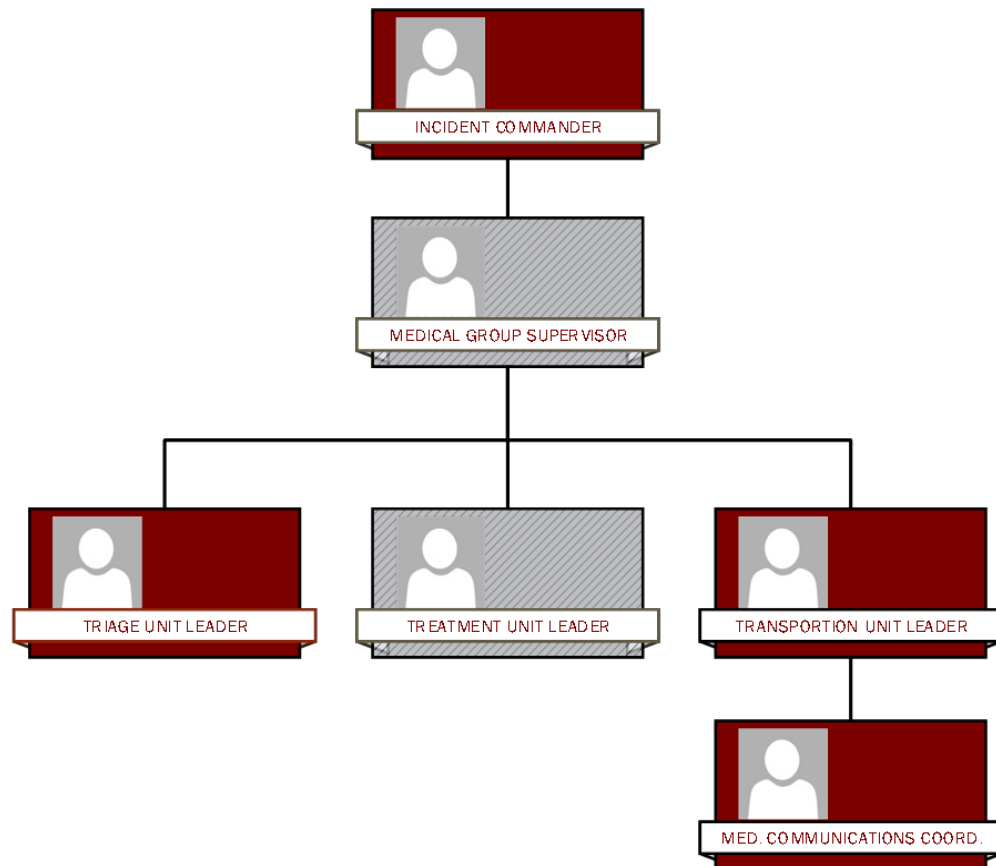 INCIDENT COMMANDER
MEDICAL GROUP SUPERVISOR
TRIAGE UNIT LEADER
TREATMENT UNIT LEADER
TRANSPORTION UNIT LEADER
MED. COMMUNICATIONS COORD.